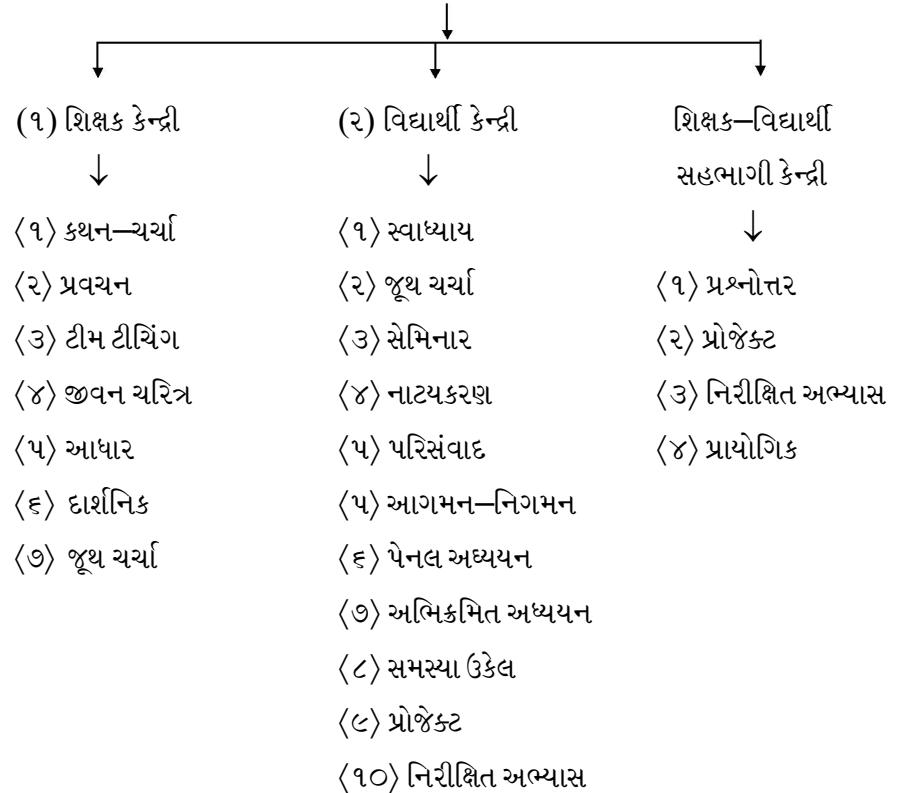 (૧) શિક્ષક કેન્દ્રી
↓
⟨૧⟩ કથન–ચર્ચા
⟨૨⟩ પ્રવચન
⟨૩⟩ ટીમ ટીચિંગ
⟨૪⟩ જીવન ચરિત્ર
⟨૫⟩ આધાર
⟨૬⟩ દાર્શનિક
⟨૭⟩ જૂથ ચર્ચા
(૨) વિદ્યાર્થી કેન્દ્રી
↓
⟨૧⟩ સ્વાધ્યાય
⟨૨⟩ જૂથ ચર્ચા
⟨૩⟩ સેમિનાર
⟨૪⟩ નાટયકરણ
⟨૫⟩ પરિસંવાદ
⟨૫⟩ આગમન–નિગમન
⟨૬⟩ પેનલ અઘ્યયન
⟨૭⟩ અભિક્રમિત અધ્યયન
⟨૮⟩ સમસ્યા ઉકેલ
⟨૯⟩ પ્રોજેક્ટ
⟨૧૦⟩ નિરીક્ષિત અભ્યાસ
શિક્ષક–વિદ્યાર્થી
સહભાગી કેન્દ્રી
↓
⟨૧⟩ પ્રશ્નોત્તર
⟨૨⟩ પ્રોજેક્ટ
⟨૩⟩ નિરીક્ષિત અભ્યાસ
⟨૪⟩ પ્રાયોગિક